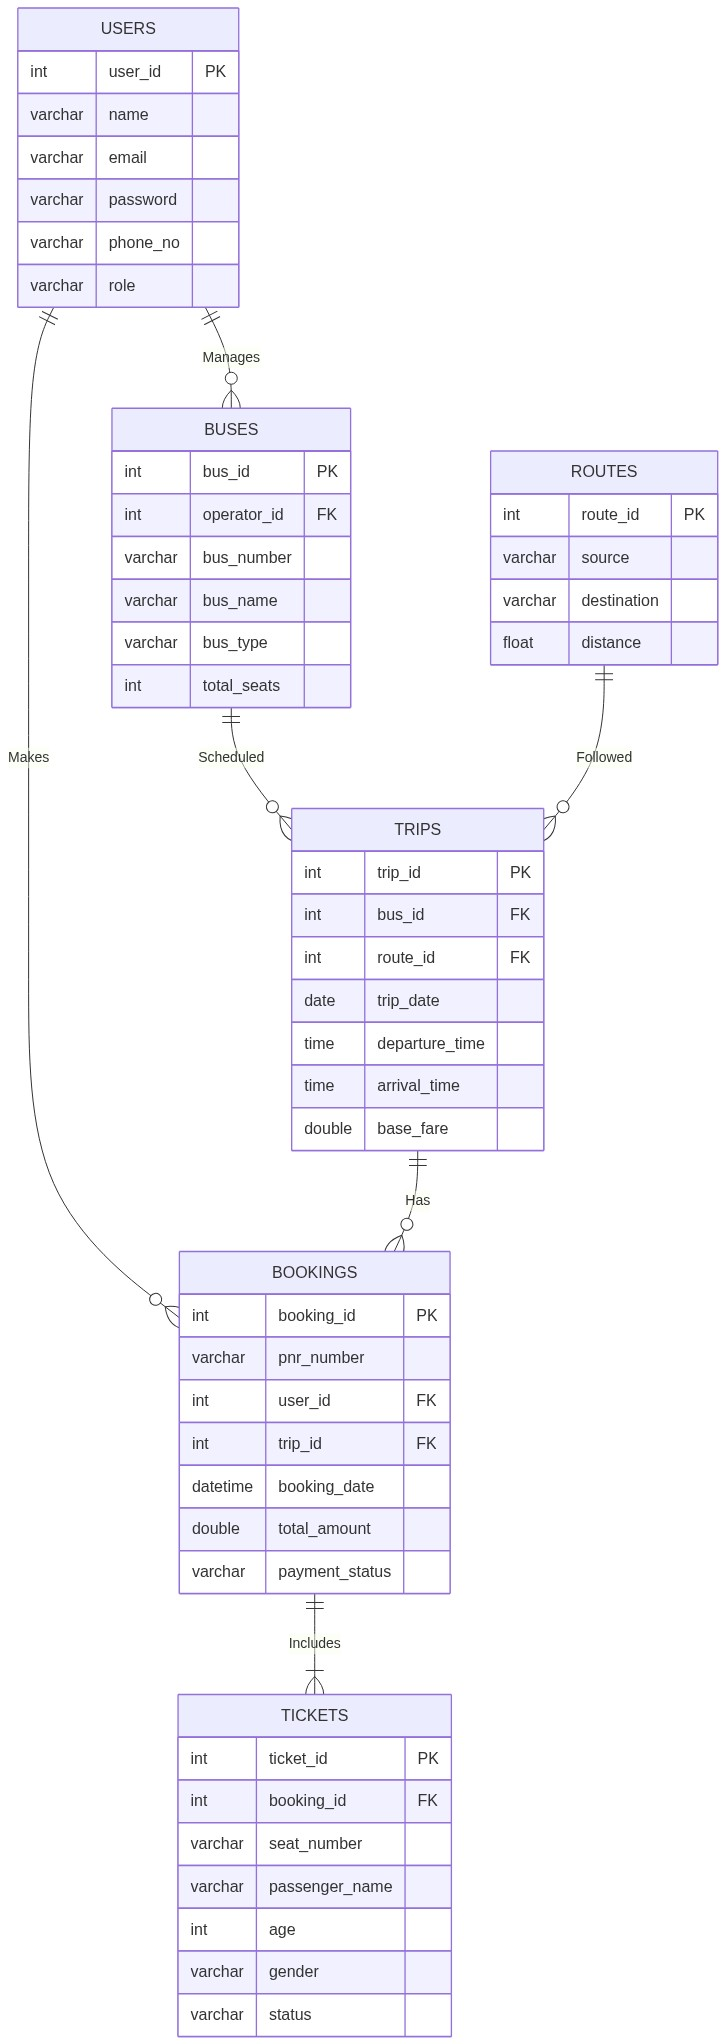 USERS
int user_id PK
varchar name
varchar email
varchar password
varchar phone_no
varchar role
Manages
BUSES
int bus_id PK
int operator_id FK
varchar bus_number
varchar bus_name
varchar bus_type
int total_seats
ROUTES
int route_id PK
varchar source
varchar destination
float distance
Makes
Scheduled
Followed
TRIPS
int trip_id PK
int bus_id FK
int route_id FK
date trip_date
time departure_time
time arrival_time
double base_fare
Has
BOOKINGS
int booking_id PK
varchar pnr_number
int user_id FK
int trip_id FK
datetime booking_date
double total_amount
varchar payment_status
Includes
TICKETS
int ticket_id PK
int booking_id FK
varchar seat_number
varchar passenger_name
int age
varchar gender
varchar status